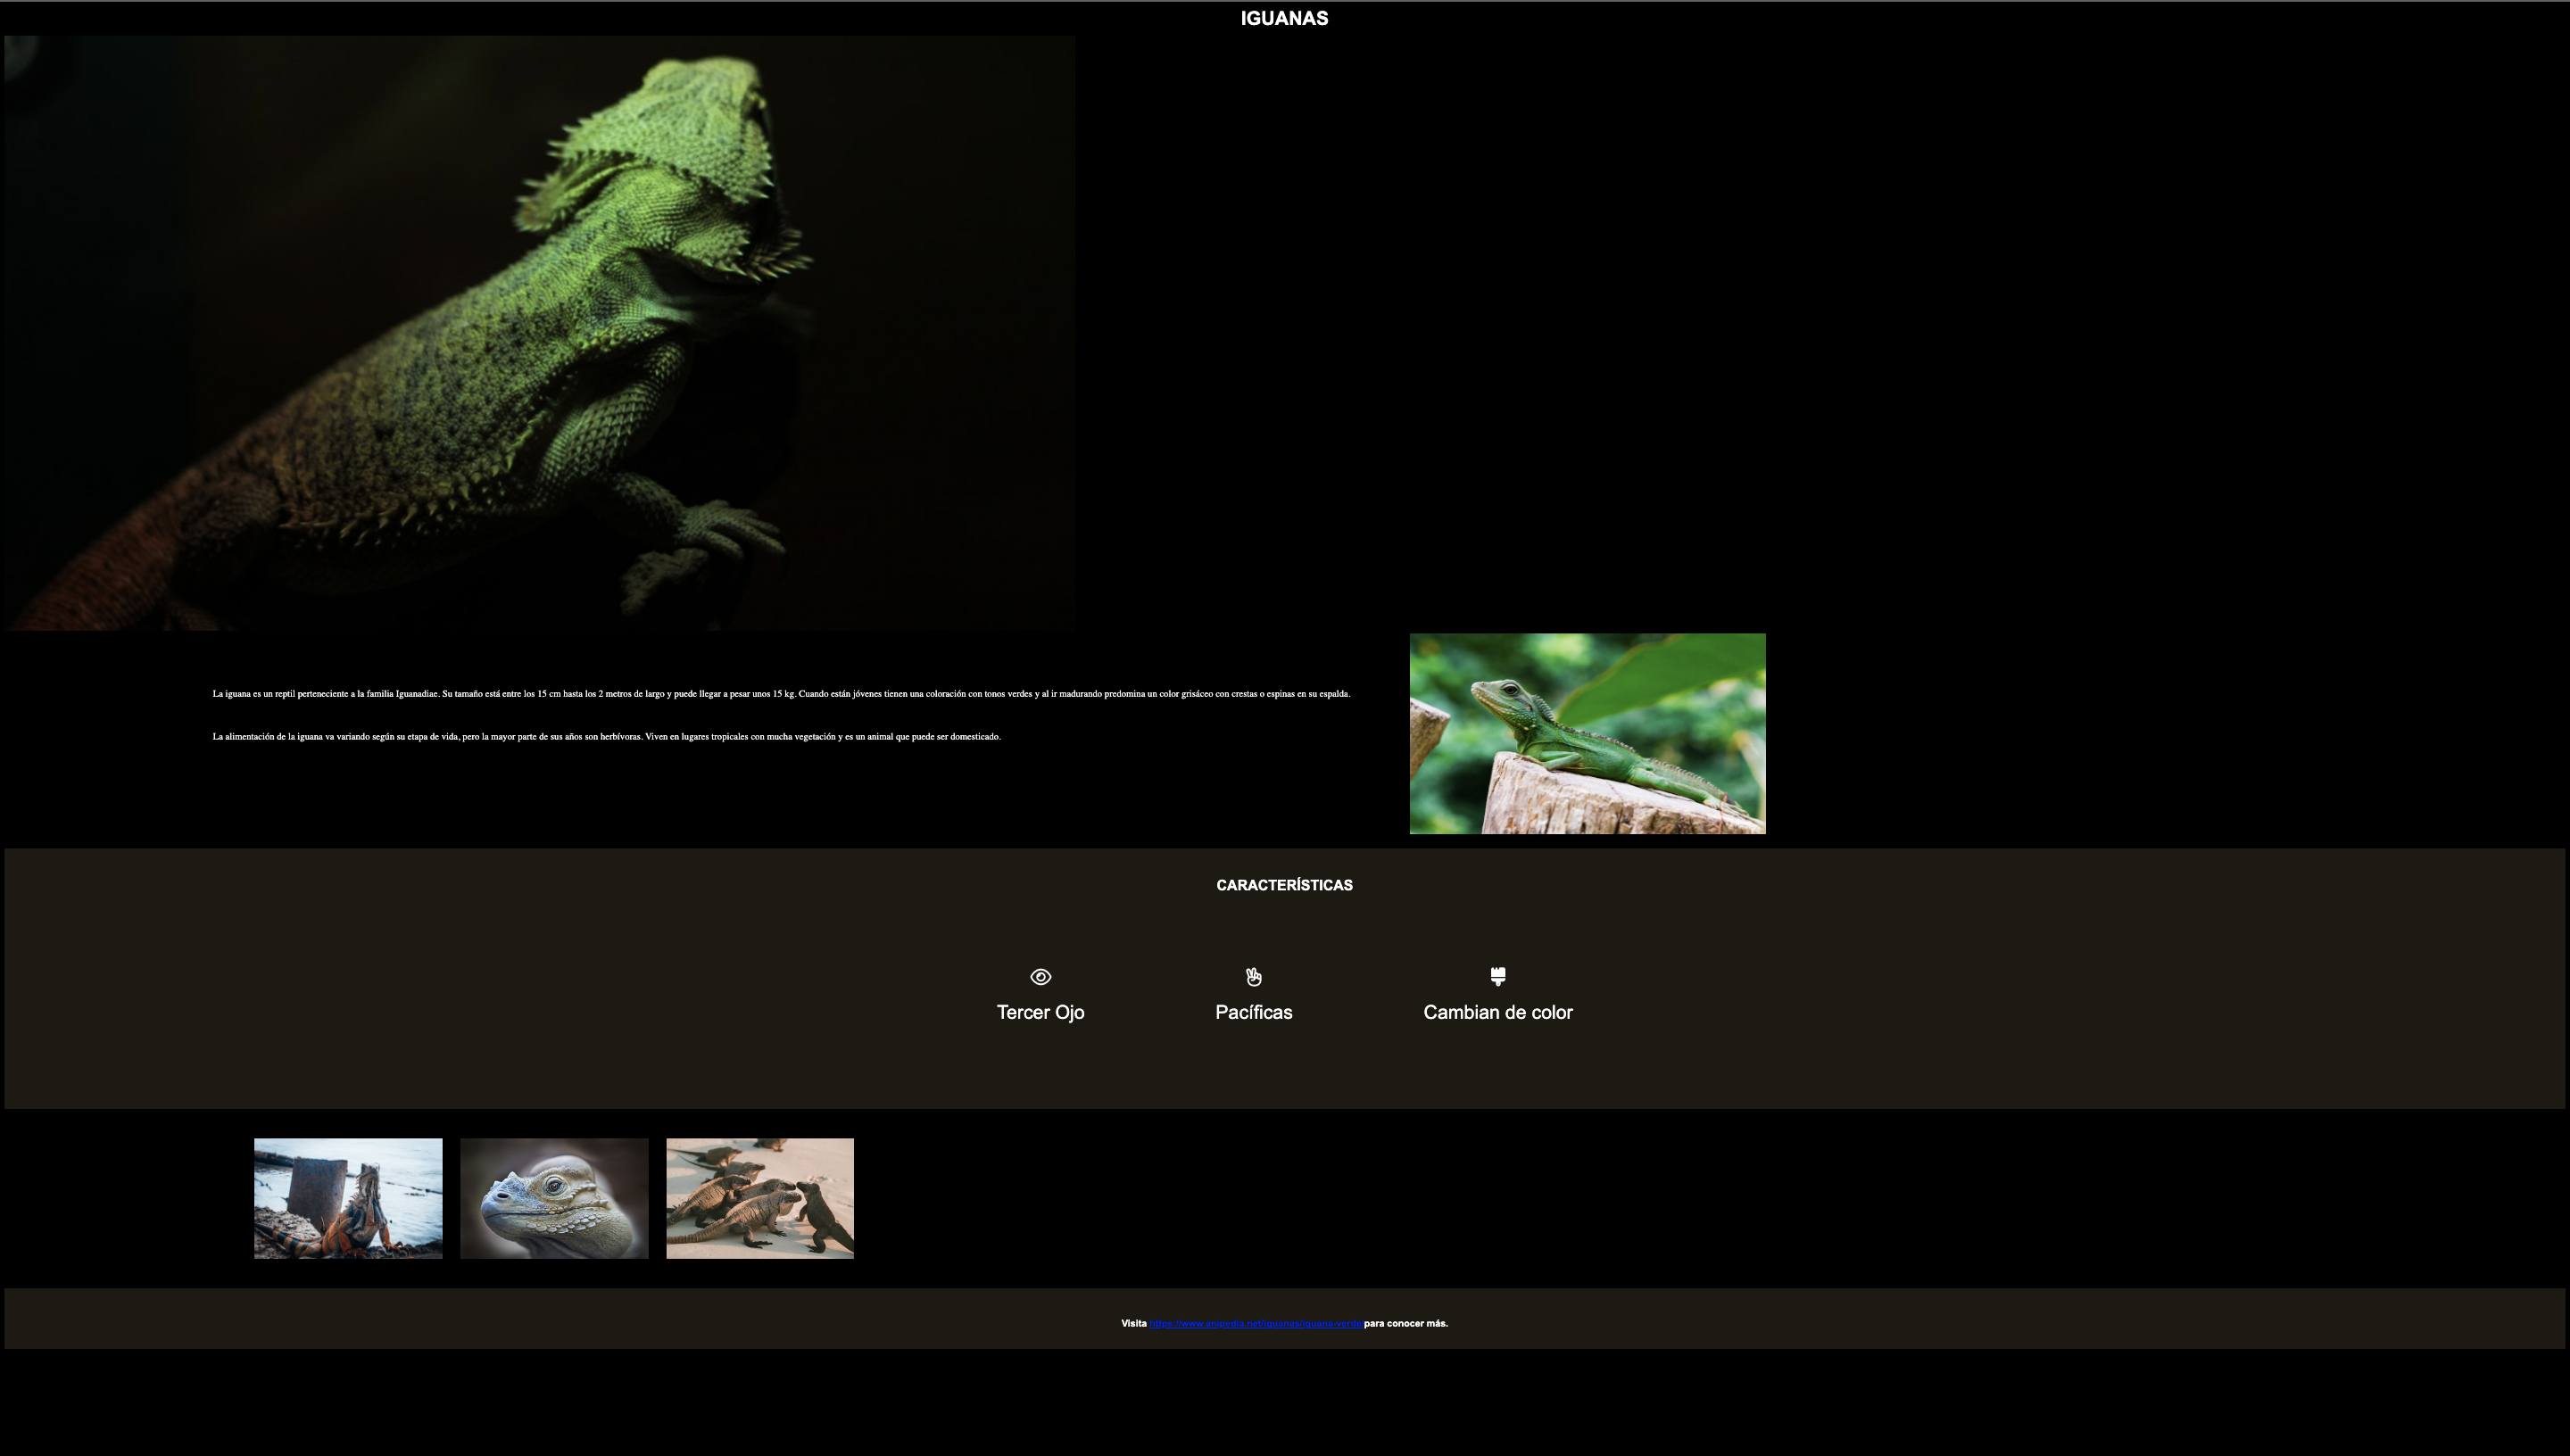 IGUANAS
La iguana es un reptil perteneciente a la familia Iguanadiae. Su tamaño está entre los 15 cm hasta los 2 metros de largo y puede llegar a pesar unos 15 kg. Cuando están jóvenes tienen una coloración con tonos verdes y al ir madurando predomina un color grisáceo con crestas o espinas en su espalda.
La alimentación de la iguana va variando según su etapa de vida, pero la mayor parte de sus años son herbívoras. Viven en lugares tropicales con mucha vegetación y es un animal que puede ser domesticado.
CARACTERÍSTICAS
Tercer Ojo
Pacíficas
Cambian de color
Visita https://www.anipedia.net/iguanas/iguana-verde/ para conocer más.